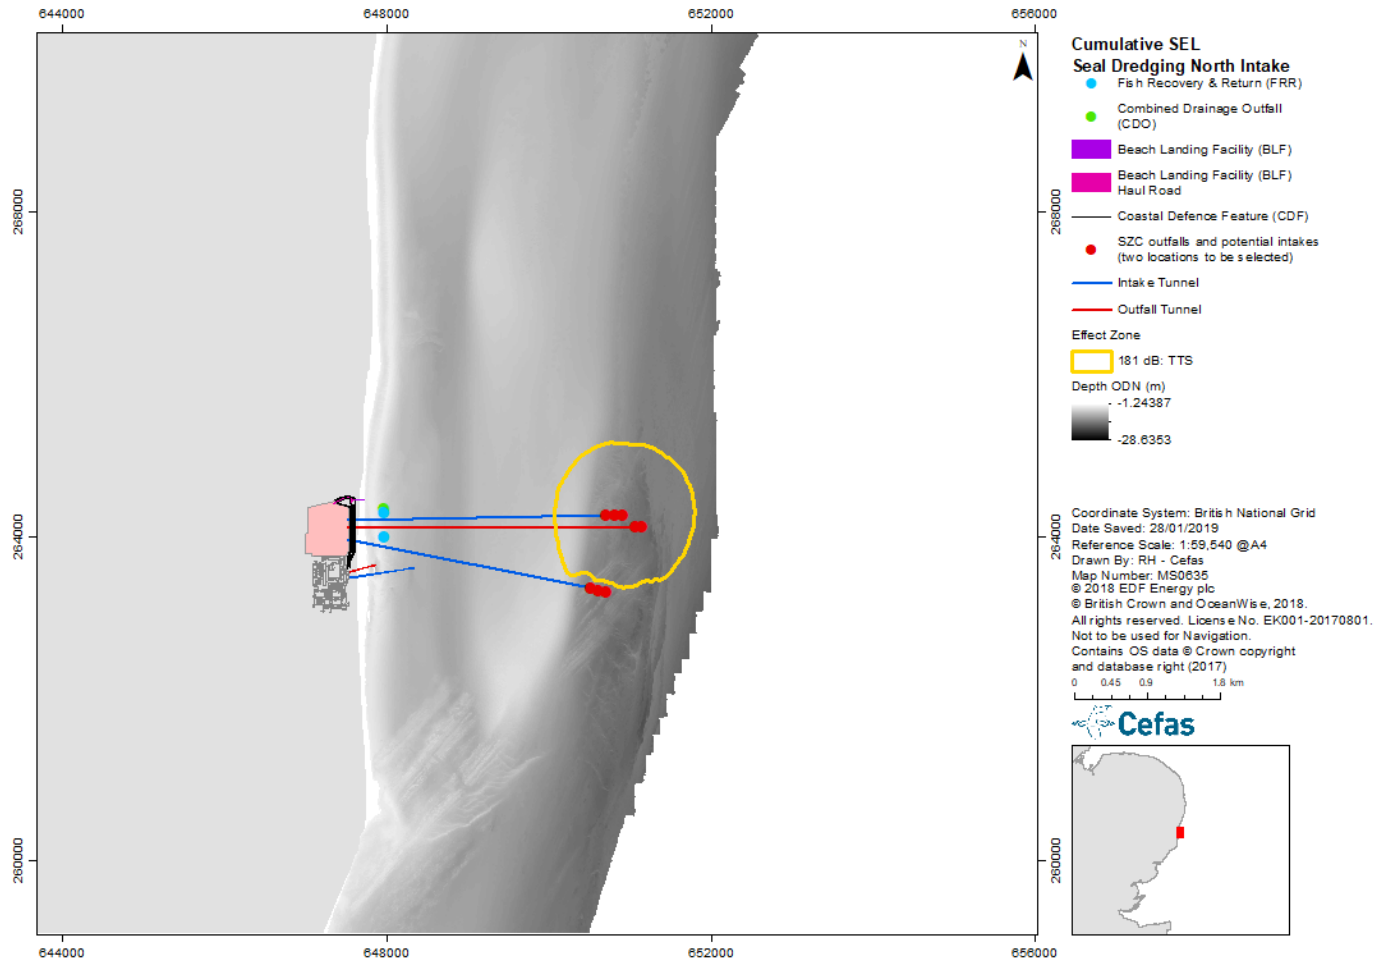 644000
648000
652000
656000
N
268000
268000
264000
264000
260000
260000
644000
648000
652000
656000
Cumulative SEL
Seal Dredging North Intake
Fish Recovery & Return (FRR)
Combined Drainage Outfall
(CDO)
Beach Landing Facility (BLF)
Beach Landing Facility (BLF)
Haul Road
Coastal Defence Feature (CDF)
SZC outfalls and potential intakes
(two locations to be selected)
Intake Tunnel
Outfall Tunnel
Effect Zone
181 dB: TTS
Depth ODN (m)
-1.24387
-28.6353
Coordinate System: British National Grid
Date Saved: 28/01/2019
Reference Scale: 1:59,540 @A4
Drawn By: RH - Cefas
Map Number: MS0635
© 2018 EDF Energy plc
© British Crown and OceanWise, 2018.
All rights reserved. License No. EK001-20170801.
Not to be used for Navigation.
Contains OS data © Crown copyright
and database right (2017)
0 0.45 0.9 1.8 km
Cefas